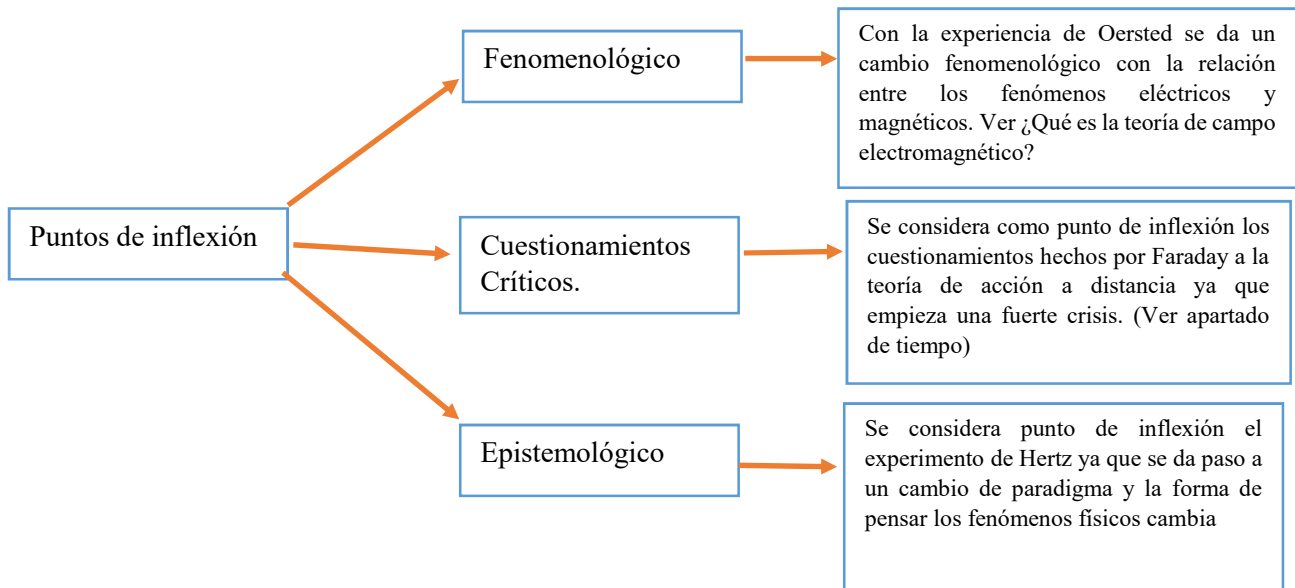 Puntos de inflexión
Fenomenológico
Con la experiencia de Oersted se da un
cambio fenomenológico con la relación
entre los fenómenos eléctricos y
magnéticos. Ver ¿Qué es la teoría de campo
electromagnético?
Cuestionamientos
Críticos.
Se considera como punto de inflexión los
cuestionamientos hechos por Faraday a la
teoría de acción a distancia ya que
empieza una fuerte crisis. (Ver apartado
de tiempo)
Epistemológico
Se considera punto de inflexión el
experimento de Hertz ya que se da paso a
un cambio de paradigma y la forma de
pensar los fenómenos físicos cambia